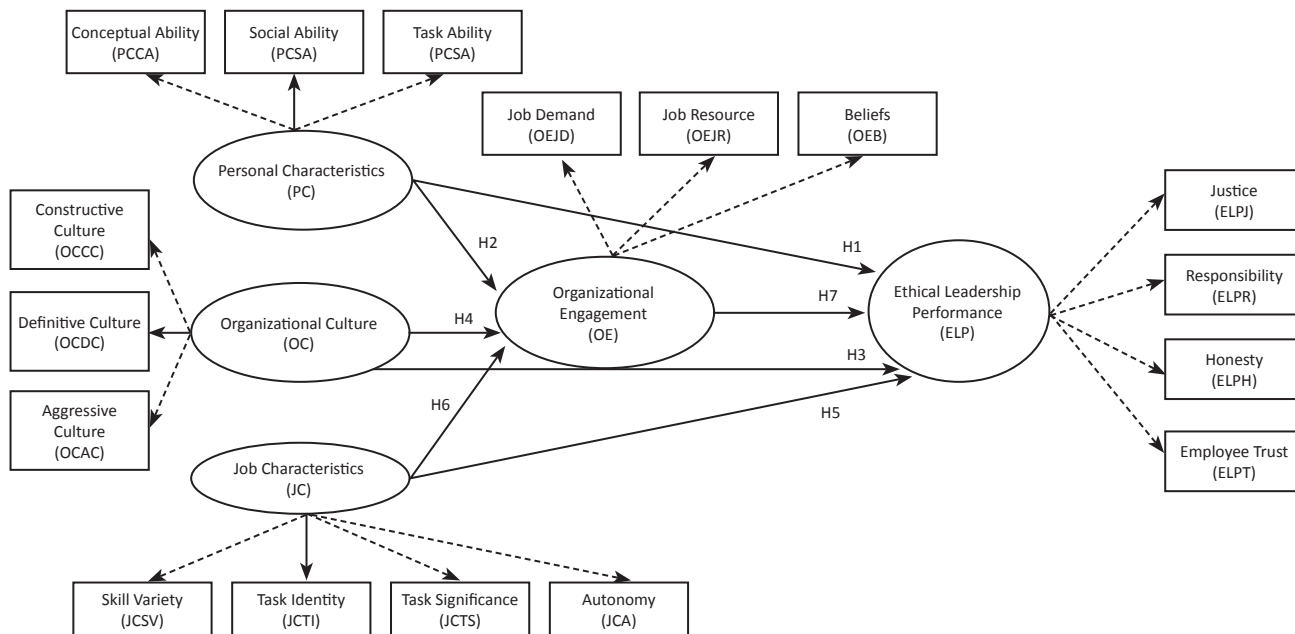 Conceptual Ability
(PCCA)
Social Ability
(PCSA)
Task Ability
(PCSA)
Job Demand
(OEJD)
Job Resource
(OEJR)
Beliefs
(OEB)
Personal Characteristics
(PC)
Justice
(ELPJ)
Constructive
Culture
(OCCC)
H2
H1
Responsibility
(ELPR)
Organizational
Engagement
(OE)
H7
Ethical Leadership
Performance
(ELP)
Definitive Culture
(OCDC)
Organizational Culture
(OC)
H4
H3
Honesty
(ELPH)
Aggressive
Culture
(OCAC)
H6
H5
Employee Trust
(ELPT)
Job Characteristics
(JC)
Skill Variety
(JCSV)
Task Identity
(JCTI)
Task Significance
(JCTS)
Autonomy
(JCA)